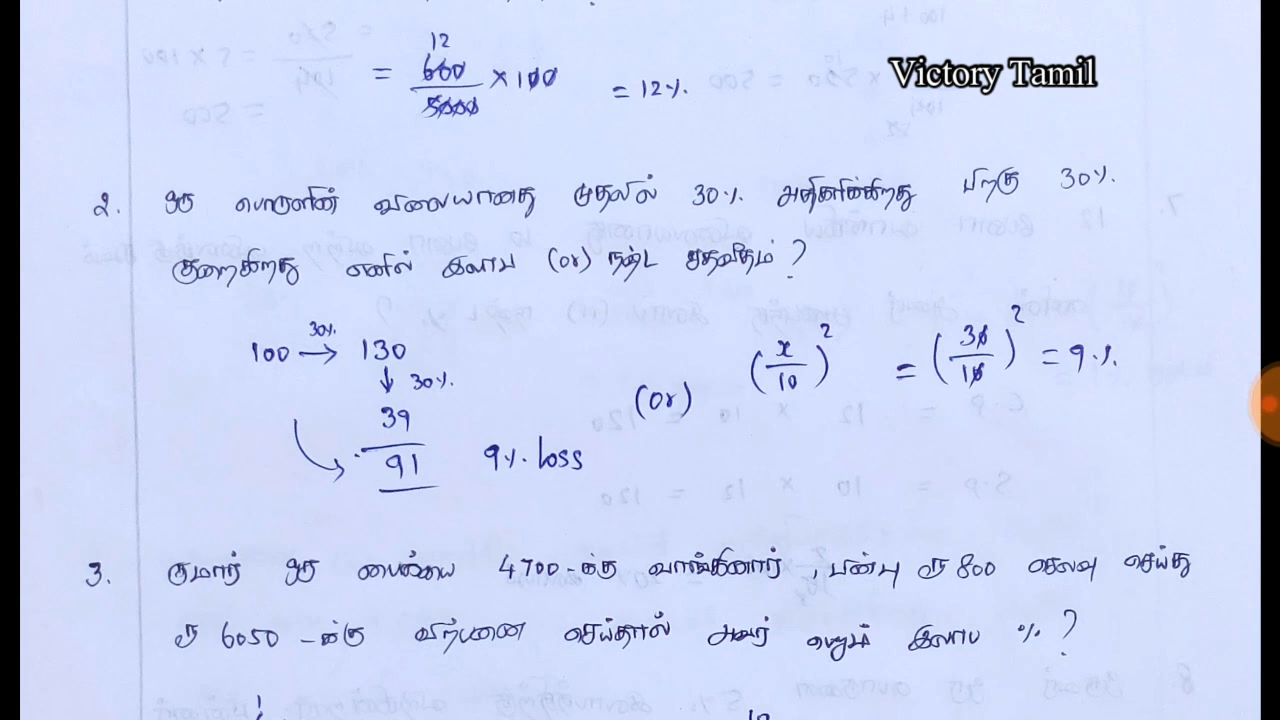 Victory Tamil
= 600/5000 × 100 = 12%
12
2. ஒரு பொருளின் விலையானது முதலில் 30% அதிகரிக்கிறது பிறகு 30%
குறைகிறது எனில் இலாப (or) நஷ்ட சதவீதம் ?
100 → 130
30%
↓ 30%
39
91 9% loss
(or) (x/10)² = (30/10)² = 9%
3. குமார் ஒரு பைக்கை 4700-க்கு வாங்கினார், பின்பு ரூ 800 செலவு செய்து
ரூ 6050-க்கு விற்பனை செய்தால் அவர் பெறும் இலாப % ?